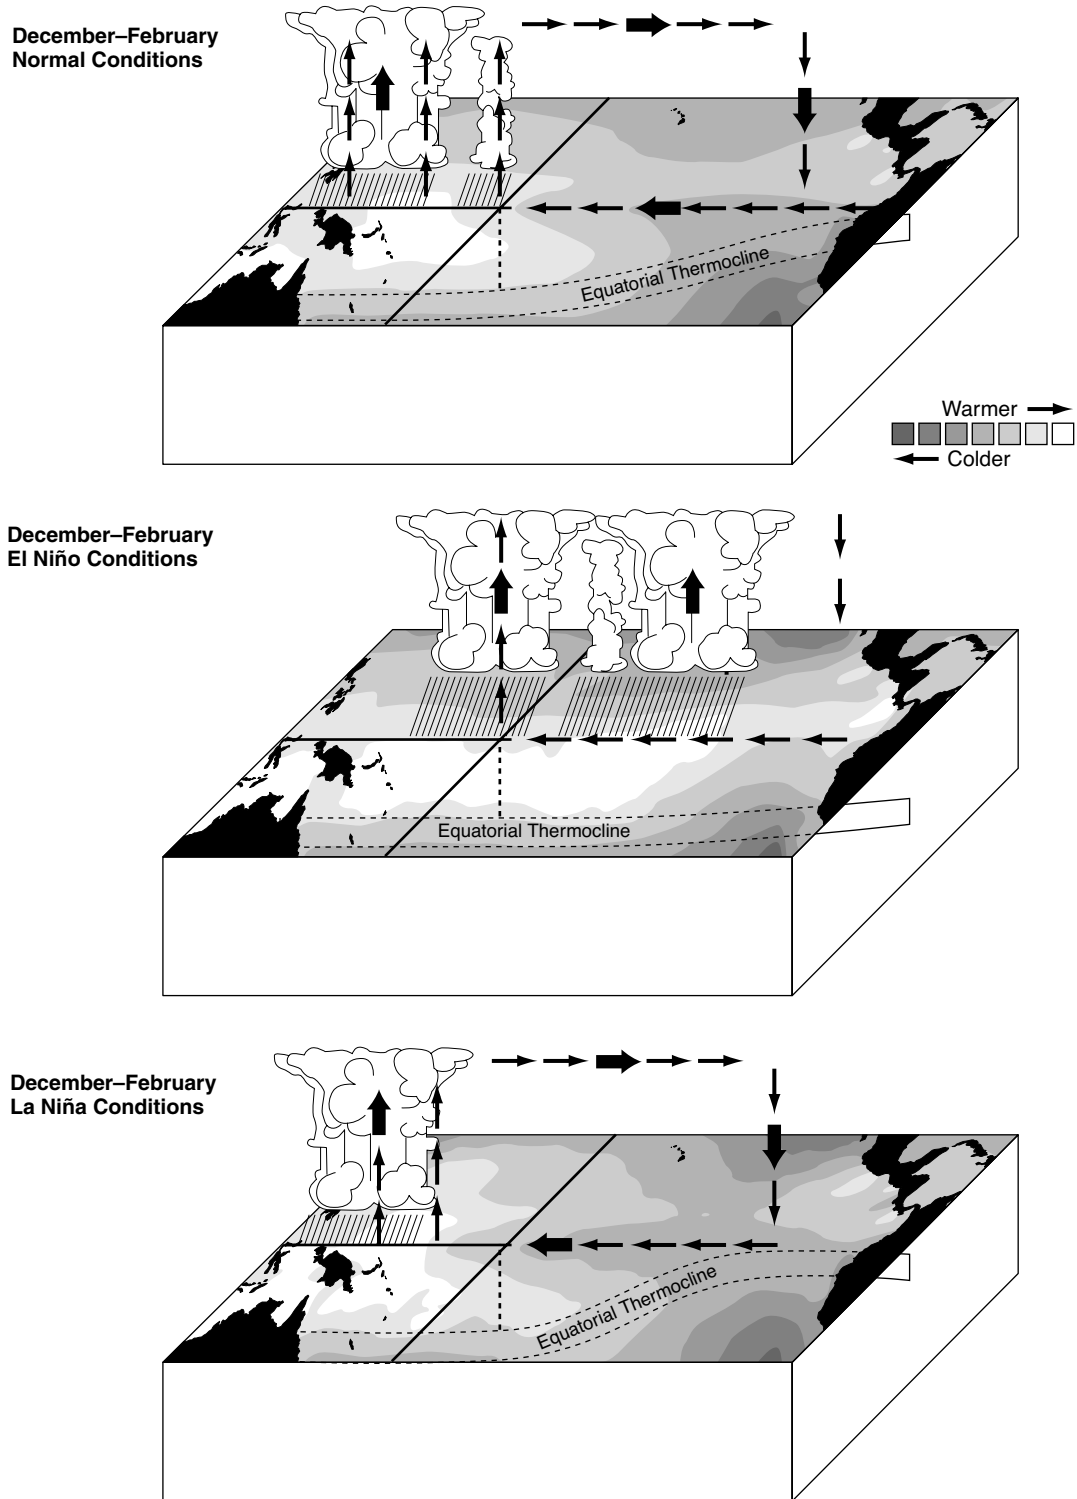 December–February
Normal Conditions
Equatorial Thermocline
Warmer
Colder
December–February
El Niño Conditions
Equatorial Thermocline
December–February
La Niña Conditions
Equatorial Thermocline